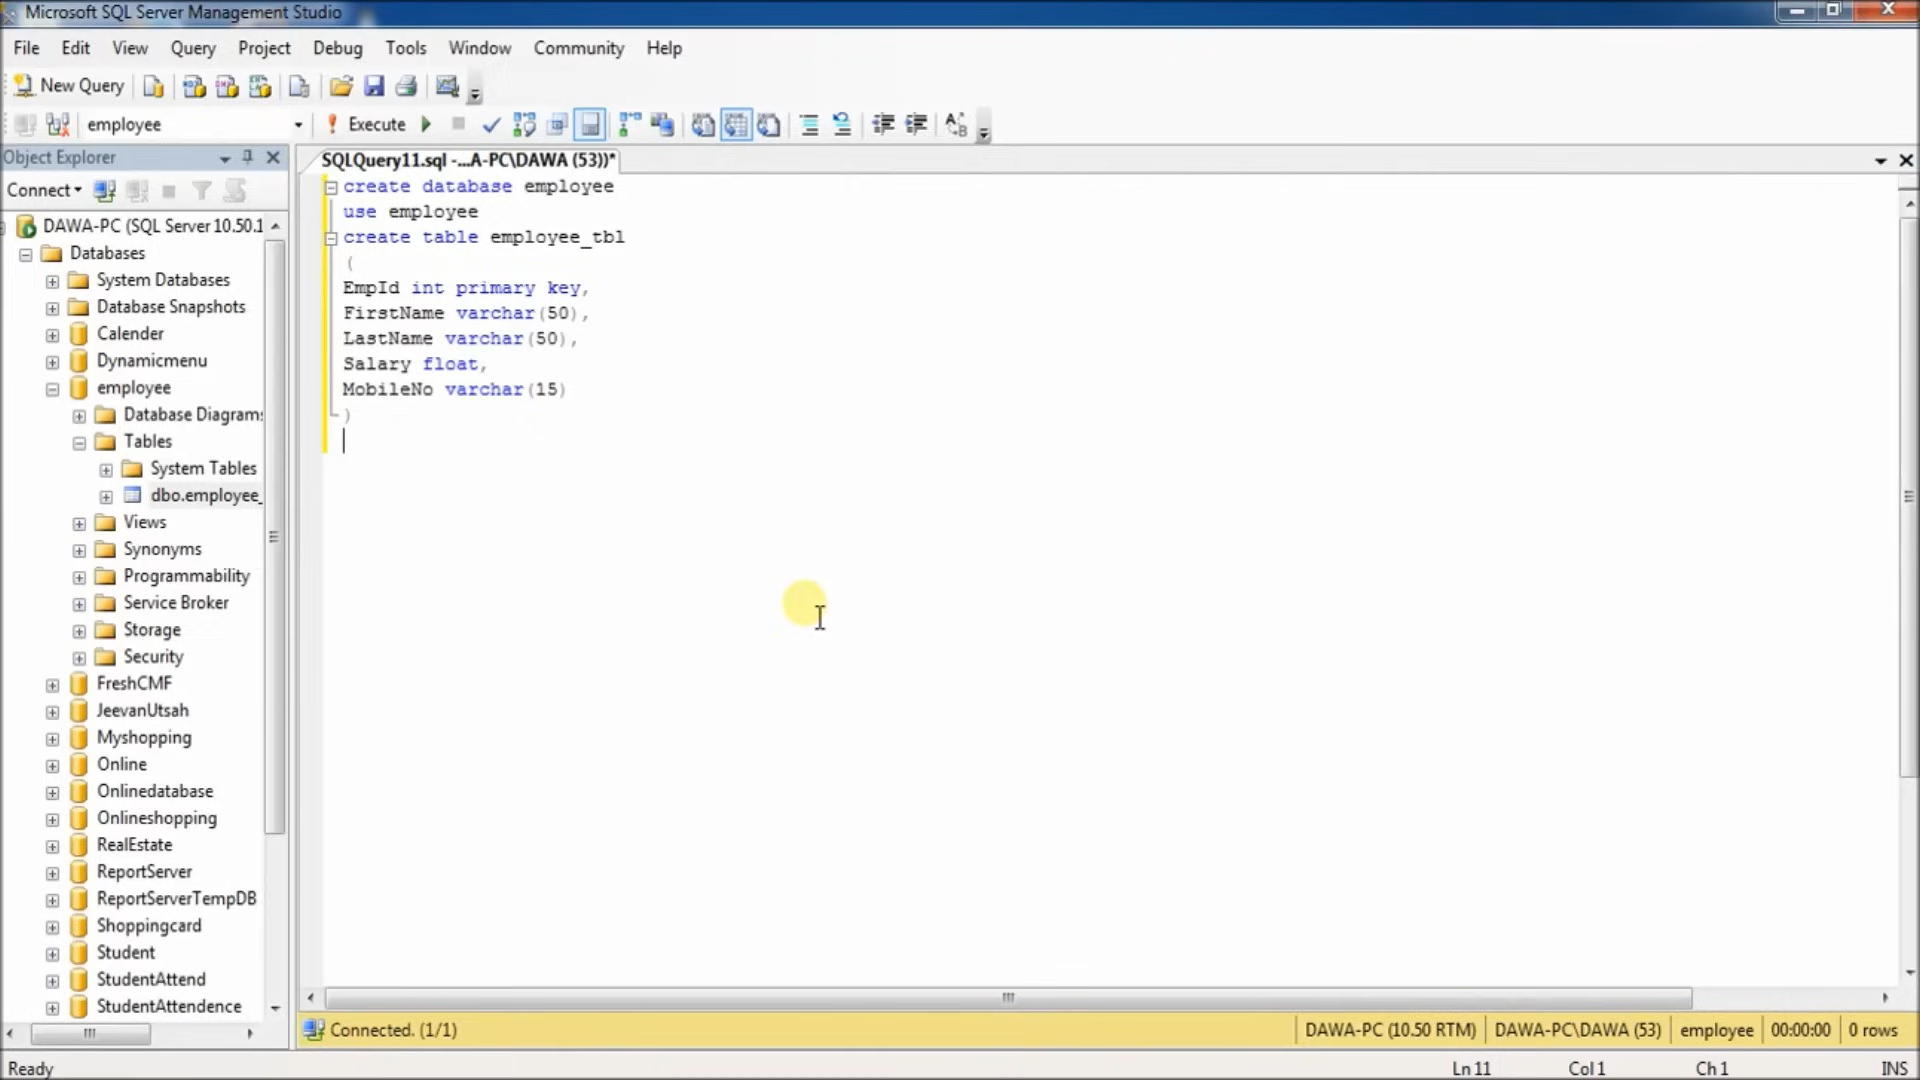 Microsoft SQL Server Management Studio
File Edit View Query Project Debug Tools Window Community Help
New Query
employee Execute
Object Explorer
SQLQuery11.sql -...A-PC\DAWA (53))*
Connect
create database employee
use employee
create table employee_tbl
(
EmpId int primary key,
FirstName varchar(50),
LastName varchar(50),
Salary float,
MobileNo varchar(15)
)
DAWA-PC (SQL Server 10.50.1
Databases
System Databases
Database Snapshots
Calender
Dynamicmenu
employee
Database Diagrams
Tables
System Tables
dbo.employee_
Views
Synonyms
Programmability
Service Broker
Storage
Security
FreshCMF
JeevanUtsah
Myshopping
Online
Onlinedatabase
Onlineshopping
RealEstate
ReportServer
ReportServerTempDB
Shoppingcard
Student
StudentAttend
StudentAttendence
Connected. (1/1) DAWA-PC (10.50 RTM) DAWA-PC\DAWA (53) employee 00:00:00 0 rows
Ready Ln 11 Col 1 Ch 1 INS